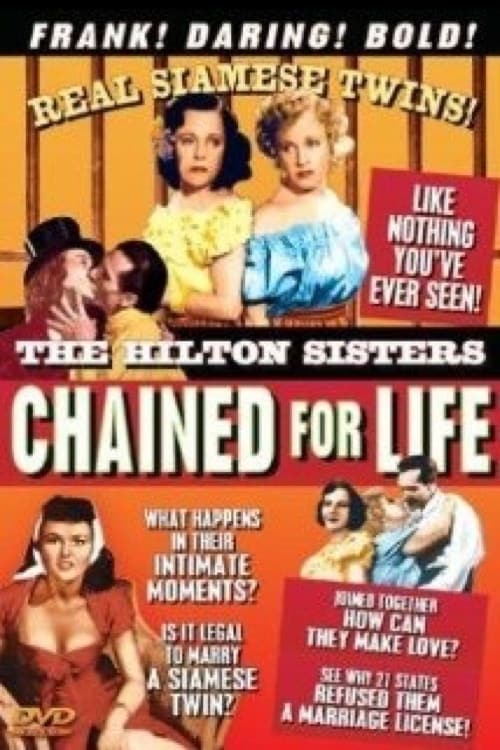 FRANK! DARING! BOLD!
REAL SIAMESE TWINS!
LIKE
NOTHING
YOU'VE
EVER SEEN!
THE HILTON SISTERS
CHAINED FOR LIFE
WHAT HAPPENS
IN THEIR
INTIMATE
MOMENTS?
IS IT LEGAL
TO MARRY
A SIAMESE
TWIN?
JOINED TOGETHER
HOW CAN
THEY MAKE LOVE?
SEE WHY 21 STATES
REFUSED THEM
A MARRIAGE LICENSE!
DVD